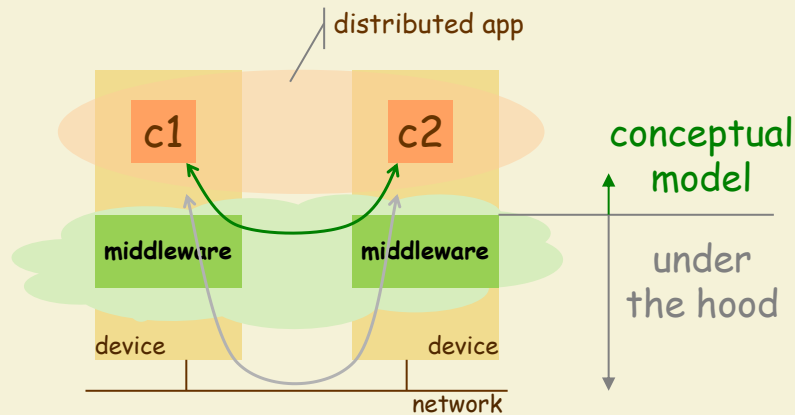 distributed app
c1
c2
conceptual
model
middleware
middleware
under
the hood
device
device
network